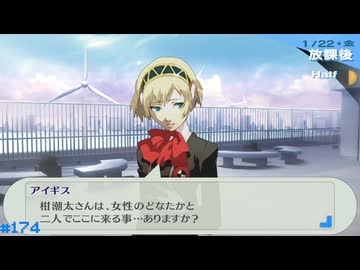 1/22・金
放課後
Half
アイギス
柑潮太さんは、女性のどなたかと
二人でここに来る事…ありますか？
#174